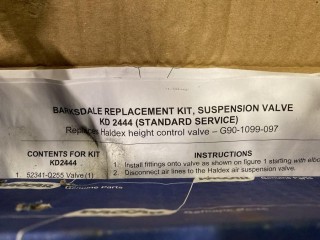 BARKSDALE REPLACEMENT KIT, SUSPENSION VALVE
KD 2444 (STANDARD SERVICE)
Replaces Haldex height control valve – G90-1099-097
CONTENTS FOR KIT
KD2444
1. 52341-0255 Valve (1)
INSTRUCTIONS
1. Install fittings onto valve as shown on figure 1 starting with elbo
2. Disconnect air lines to the Haldex air suspension valve.
Genuine Parts